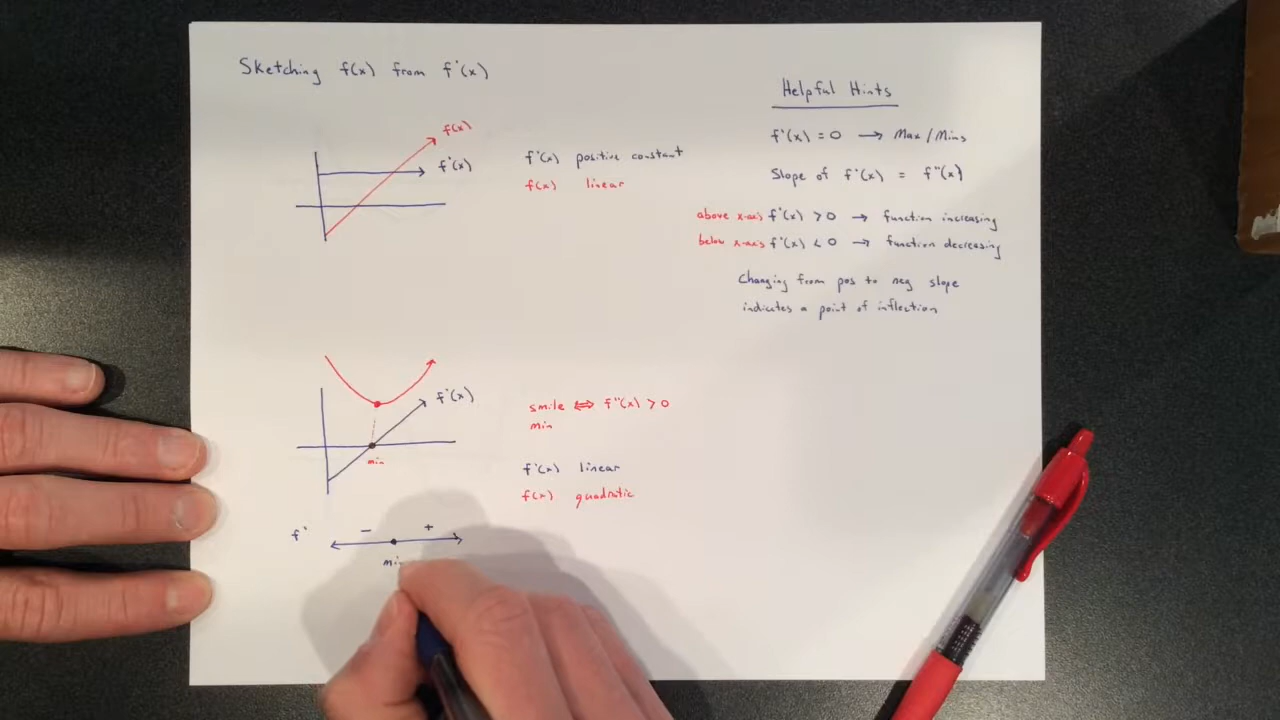 Sketching f(x) from f'(x)
f(x)
f'(x)
f'(x) positive constant
f(x) linear
Helpful Hints
f'(x) = 0 → Max/Mins
Slope of f'(x) = f"(x)
above x-axis f'(x) > 0 → function increasing
below x-axis f'(x) < 0 → function decreasing
Changing from pos to neg slope
indicates a point of inflection
f'(x)
min
smile ⟺ f"(x) > 0
min
f'(x) linear
f(x) quadratic
f' - +
min